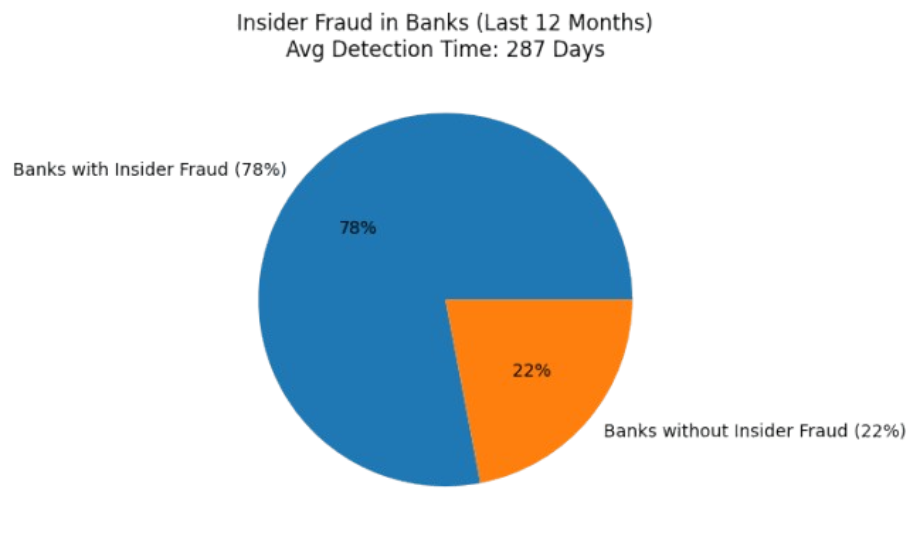 Insider Fraud in Banks (Last 12 Months)
Avg Detection Time: 287 Days
Banks with Insider Fraud (78%)
78%
22%
Banks without Insider Fraud (22%)